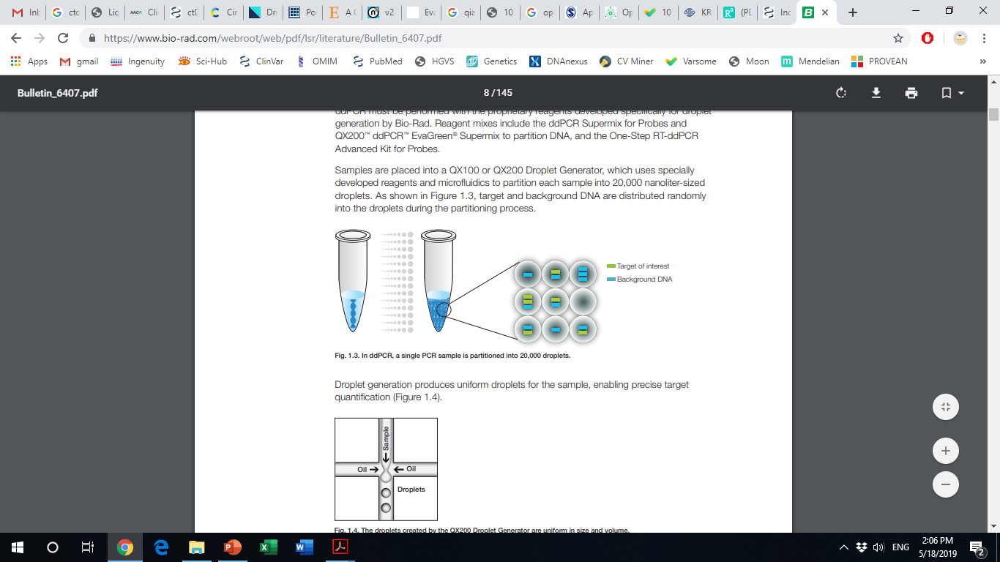 Inb
ctc
Liq
AACR
Cli
ctD
Cir
Dr
Po
A C
v2.
Eva
qia
10.
op
Ap
Op
10
KR
(PD
Inc
https://www.bio-rad.com/webroot/web/pdf/lsr/literature/Bulletin_6407.pdf
Apps gmail Ingenuity Sci-Hub ClinVar OMIM PubMed HGVS Genetics DNAnexus CV Miner Varsome Moon Mendelian PROVEAN »
Bulletin_6407.pdf
8 / 145
ddPCR must be performed with the proprietary reagents developed specifically for droplet
generation by Bio-Rad. Reagent mixes include the ddPCR Supermix for Probes and
QX200™ ddPCR™ EvaGreen® Supermix to partition DNA, and the One-Step RT-ddPCR
Advanced Kit for Probes.
Samples are placed into a QX100 or QX200 Droplet Generator, which uses specially
developed reagents and microfluidics to partition each sample into 20,000 nanoliter-sized
droplets. As shown in Figure 1.3, target and background DNA are distributed randomly
into the droplets during the partitioning process.
Target of interest
Background DNA
Fig. 1.3. In ddPCR, a single PCR sample is partitioned into 20,000 droplets.
Droplet generation produces uniform droplets for the sample, enabling precise target
quantification (Figure 1.4).
Sample
Oil
Oil
Droplets
Fig. 1.4. The droplets created by the QX200 Droplet Generator are uniform in size and volume.
ENG
2:06 PM
5/18/2019
2